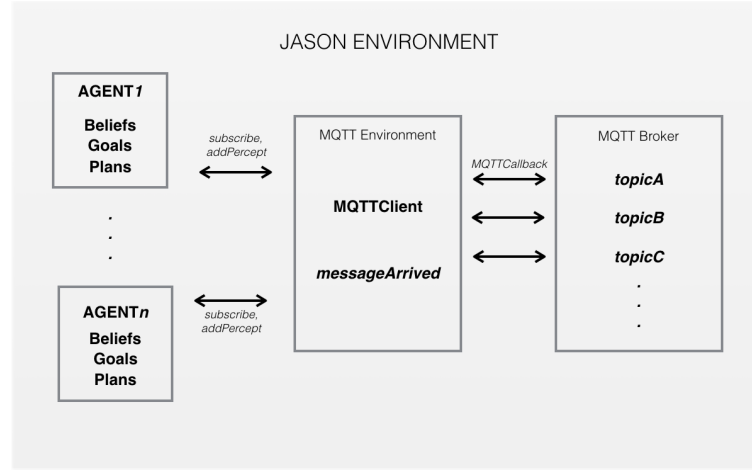 JASON ENVIRONMENT
AGENT1
Beliefs
Goals
Plans
.
.
.
AGENTn
Beliefs
Goals
Plans
subscribe,
addPercept
subscribe,
addPercept
MQTT Environment
MQTTClient
messageArrived
MQTTCallback
MQTT Broker
topicA
topicB
topicC
.
.
.